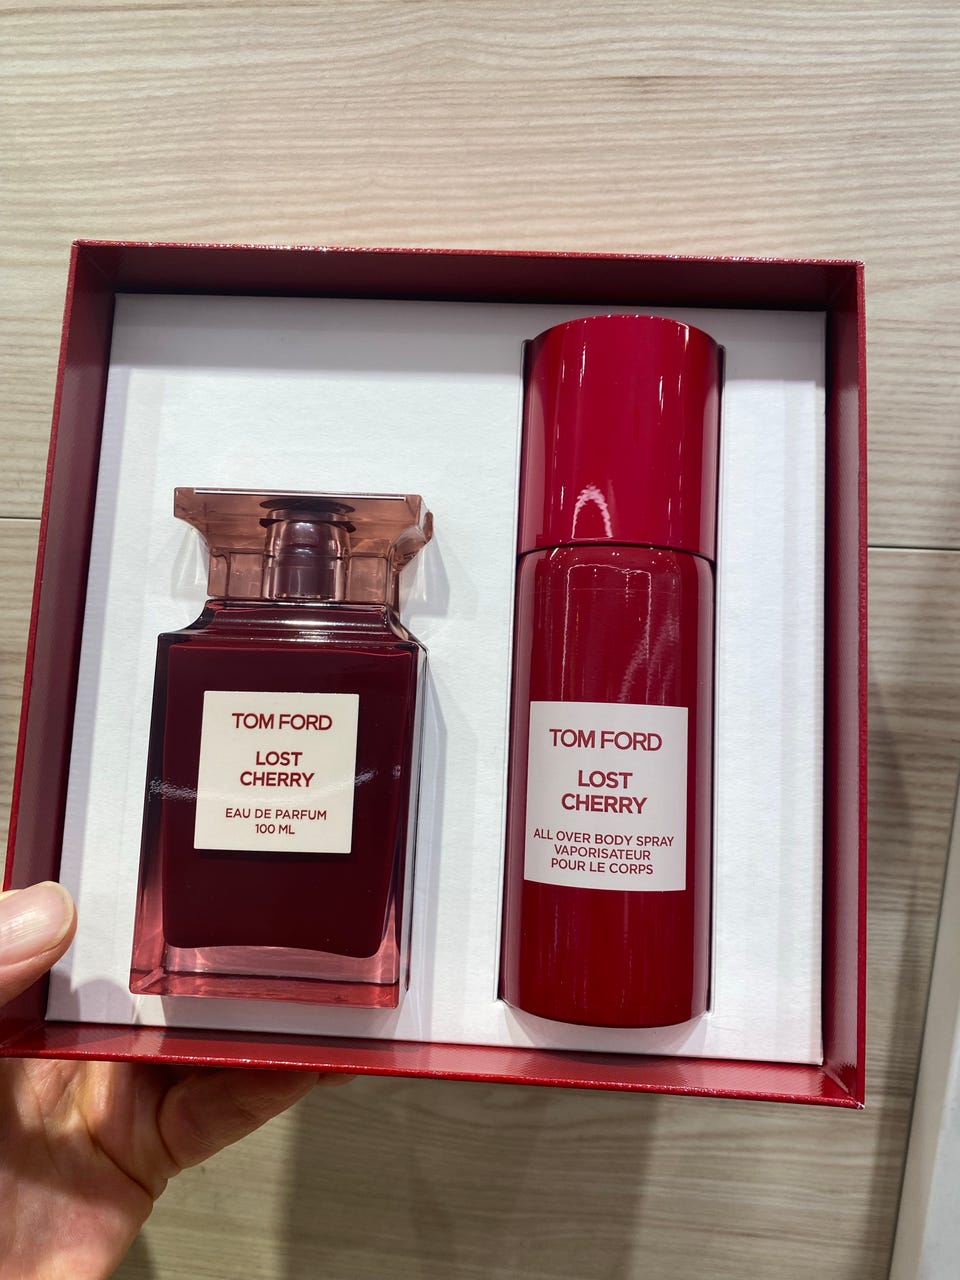 TOM FORD
LOST
CHERRY
EAU DE PARFUM
100 ML
TOM FORD
LOST
CHERRY
ALL OVER BODY SPRAY
VAPORISATEUR
POUR LE CORPS